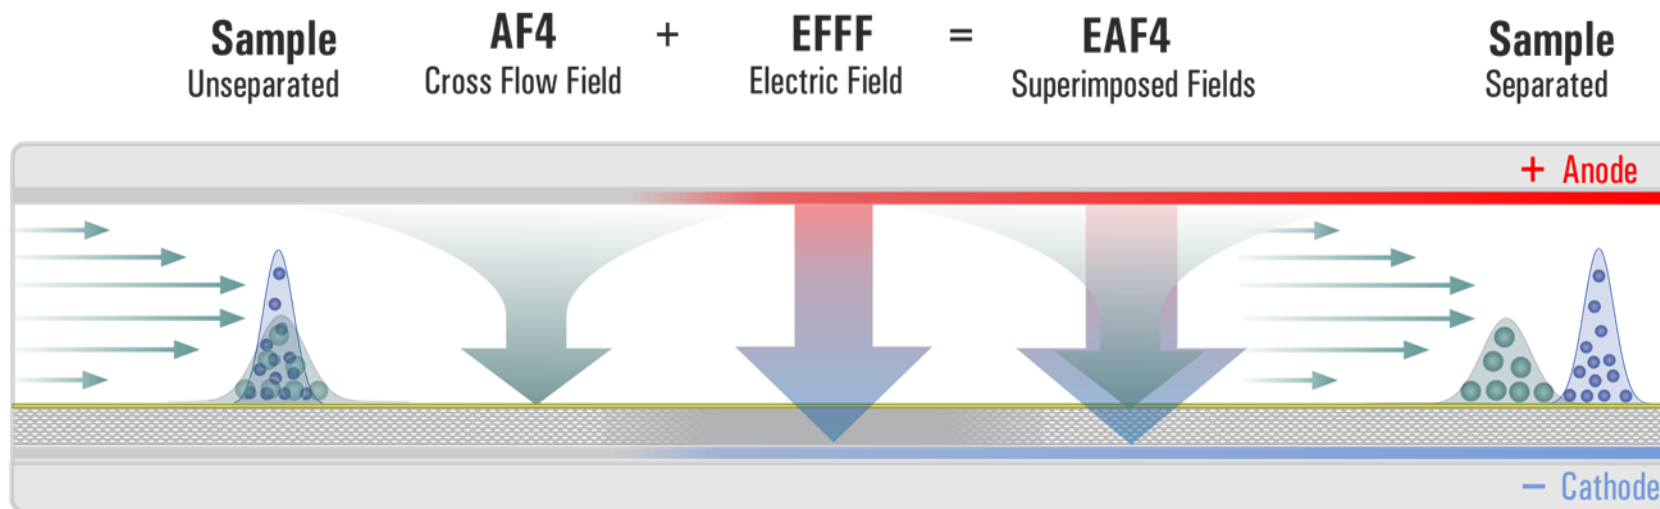 Sample
Unseparated
AF4
Cross Flow Field
+
EFFF
Electric Field
=
EAF4
Superimposed Fields
Sample
Separated
+ Anode
− Cathode